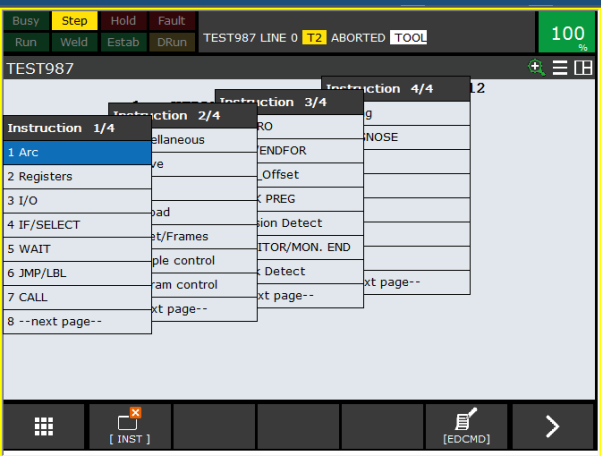 Busy Step Hold Fault
Run Weld Estab DRun
TEST987 LINE 0 T2 ABORTED TOOL
100
%
TEST987
12
Instruction 1/4
1 Arc
2 Registers
3 I/O
4 IF/SELECT
5 WAIT
6 JMP/LBL
7 CALL
8 --next page--
Instruction 2/4
ellaneous
ve
ad
et/Frames
ple control
ram control
xt page--
Instruction 3/4
RO
/ENDFOR
_Offset
PREG
sion Detect
ITOR/MON. END
Detect
xt page--
Instruction 4/4
g
NOSE
xt page--
[ INST ]
[EDCMD]